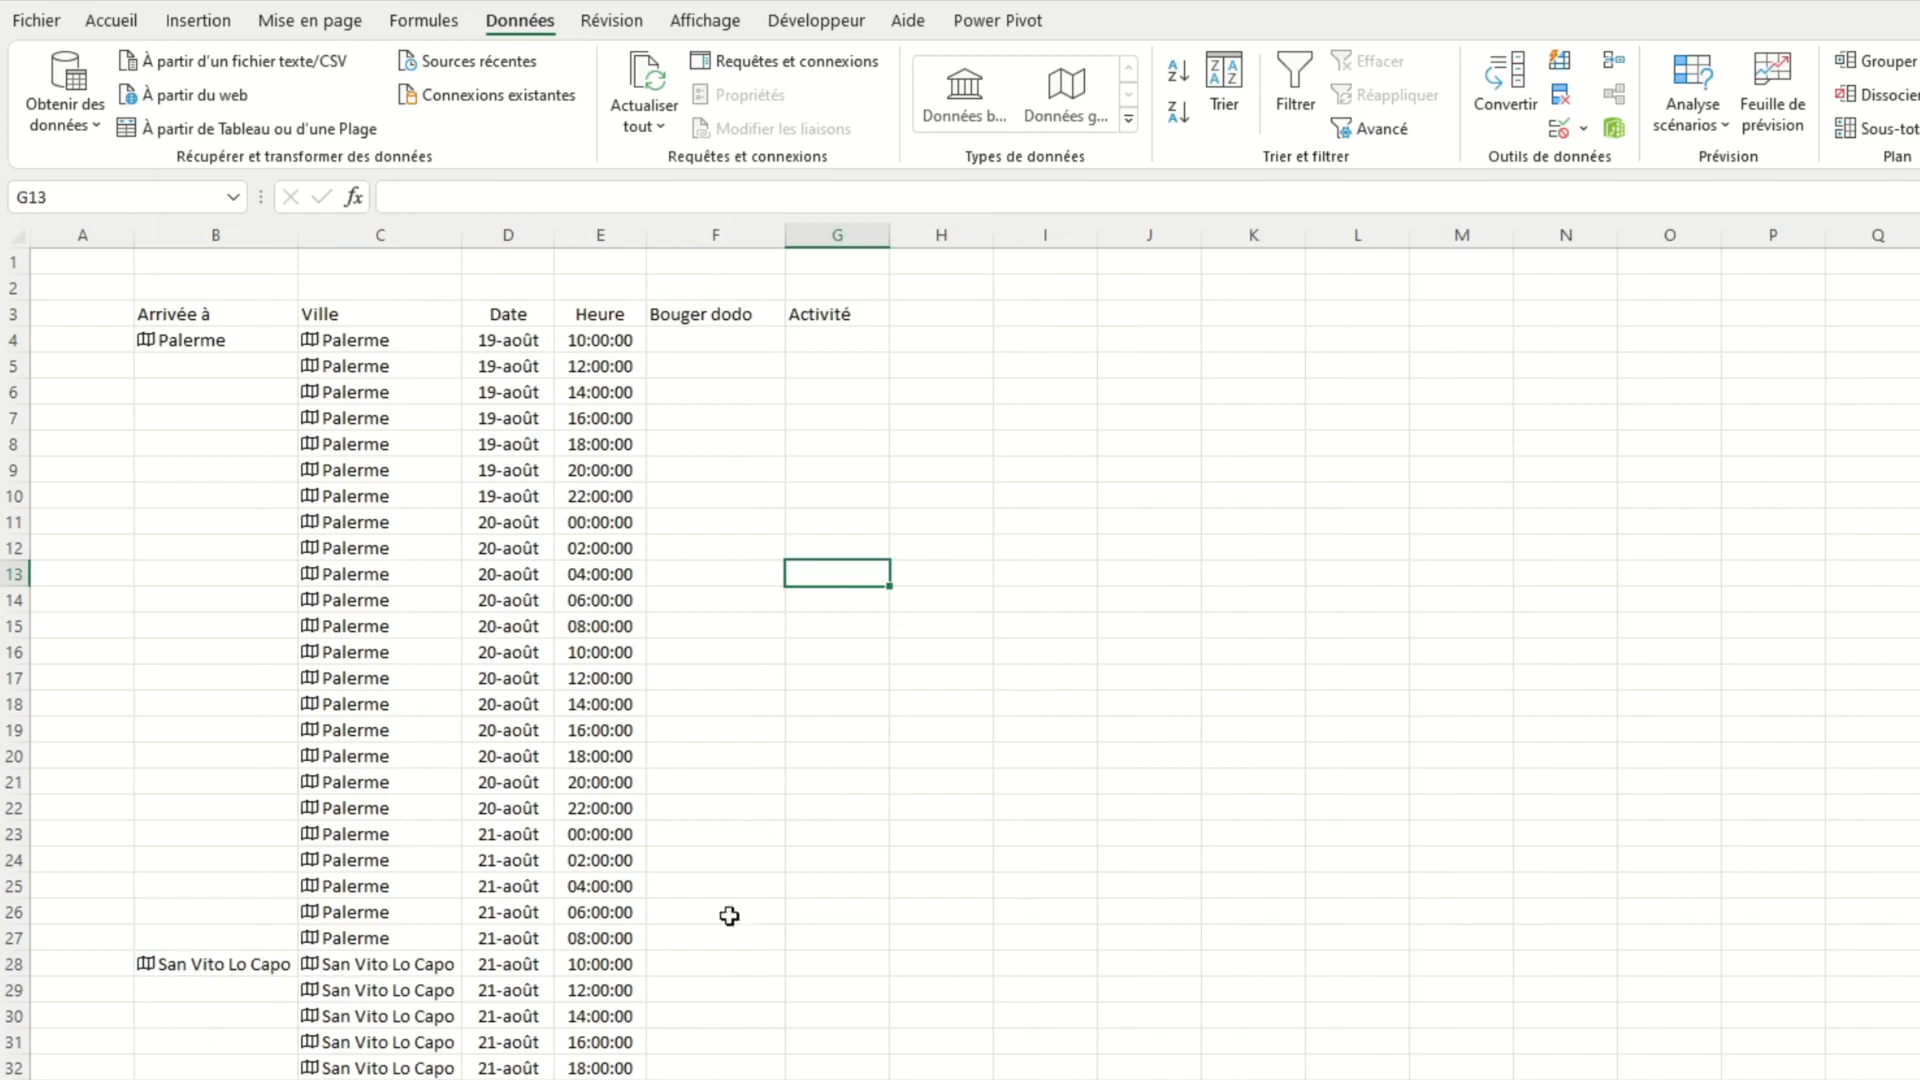 Fichier Accueil Insertion Mise en page Formules Données Révision Affichage Développeur Aide Power Pivot
Obtenir des données
À partir d'un fichier texte/CSV
À partir du web
À partir de Tableau ou d'une Plage
Sources récentes
Connexions existantes
Récupérer et transformer des données
Actualiser tout
Requêtes et connexions
Propriétés
Modifier les liaisons
Requêtes et connexions
Données b... Données g...
Types de données
Trier
Filtrer
Effacer
Réappliquer
Avancé
Trier et filtrer
Convertir
Outils de données
Analyse scénarios
Feuille de prévision
Prévision
Grouper
Dissocier
Sous-tot
Plan
G13 fx
A B C D E F G H I J K L M N O P Q
1
2
3 Arrivée à Ville Date Heure Bouger dodo Activité
4 Palerme Palerme 19-août 10:00:00
5 Palerme 19-août 12:00:00
6 Palerme 19-août 14:00:00
7 Palerme 19-août 16:00:00
8 Palerme 19-août 18:00:00
9 Palerme 19-août 20:00:00
10 Palerme 19-août 22:00:00
11 Palerme 20-août 00:00:00
12 Palerme 20-août 02:00:00
13 Palerme 20-août 04:00:00
14 Palerme 20-août 06:00:00
15 Palerme 20-août 08:00:00
16 Palerme 20-août 10:00:00
17 Palerme 20-août 12:00:00
18 Palerme 20-août 14:00:00
19 Palerme 20-août 16:00:00
20 Palerme 20-août 18:00:00
21 Palerme 20-août 20:00:00
22 Palerme 20-août 22:00:00
23 Palerme 21-août 00:00:00
24 Palerme 21-août 02:00:00
25 Palerme 21-août 04:00:00
26 Palerme 21-août 06:00:00
27 Palerme 21-août 08:00:00
28 San Vito Lo Capo San Vito Lo Capo 21-août 10:00:00
29 San Vito Lo Capo 21-août 12:00:00
30 San Vito Lo Capo 21-août 14:00:00
31 San Vito Lo Capo 21-août 16:00:00
32 San Vito Lo Capo 21-août 18:00:00